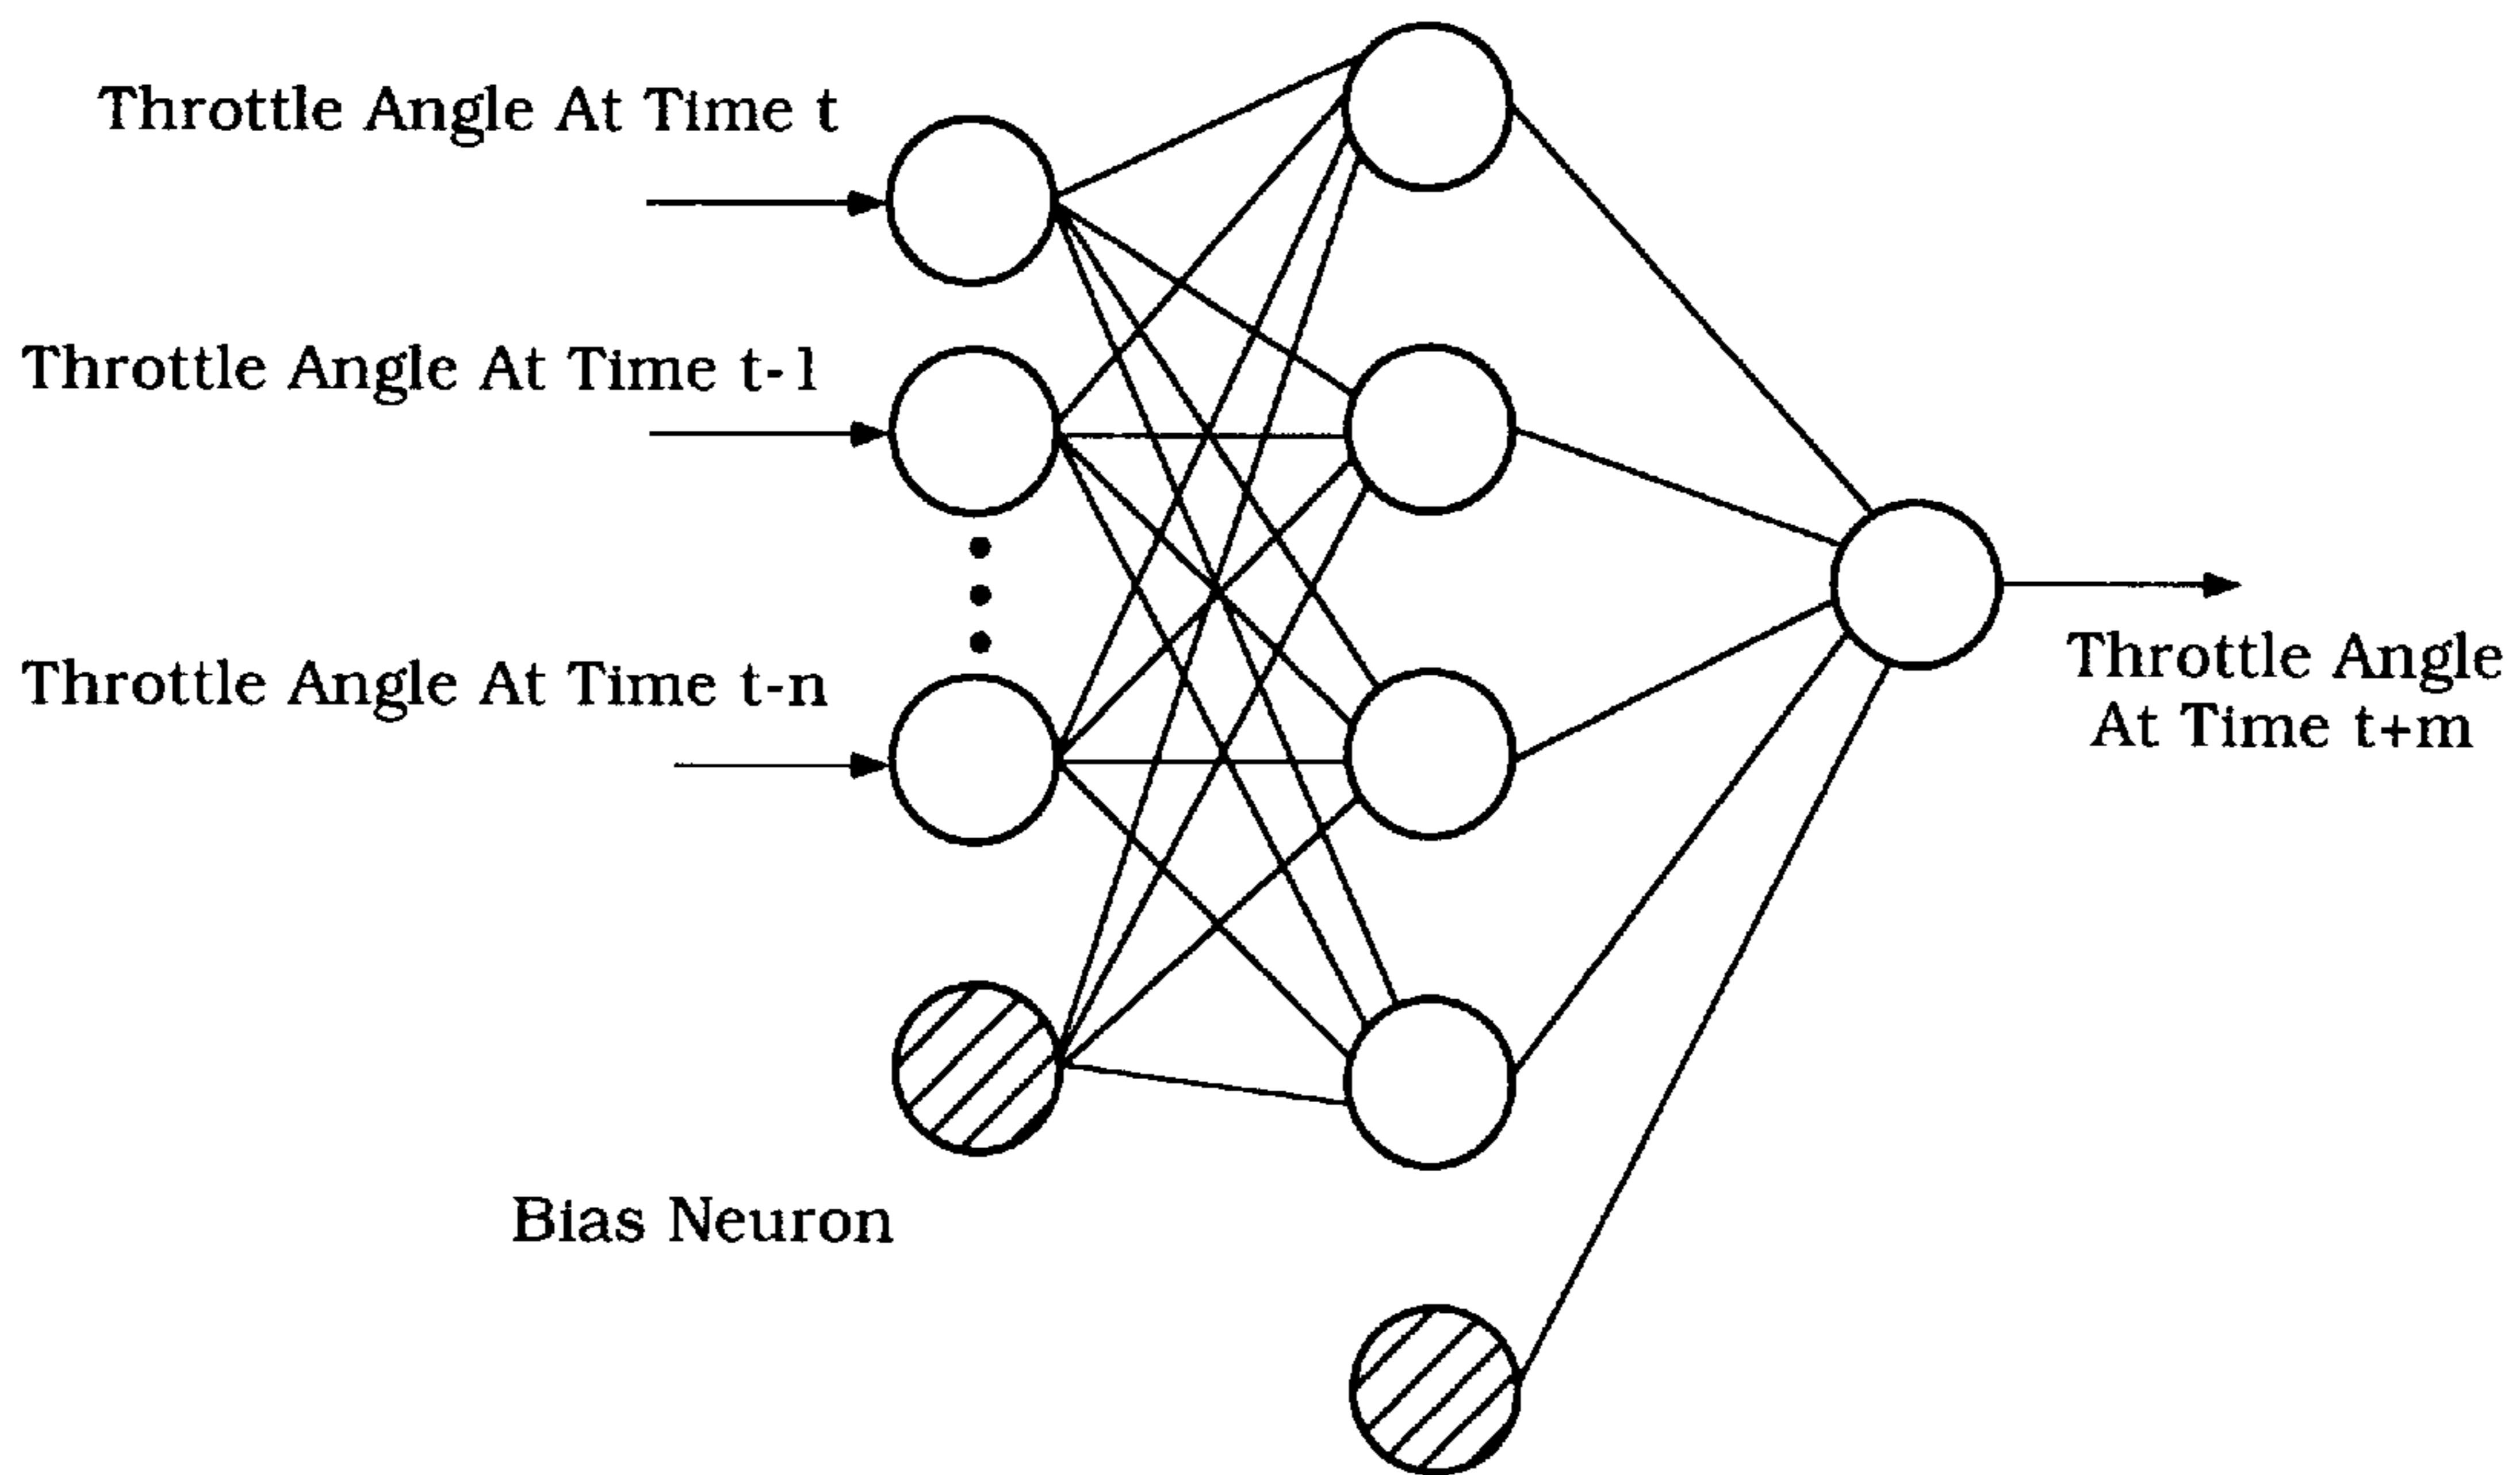 Throttle Angle At Time t
Throttle Angle At Time t-1
Throttle Angle At Time t-n
Throttle Angle
At Time t+m
Bias Neuron